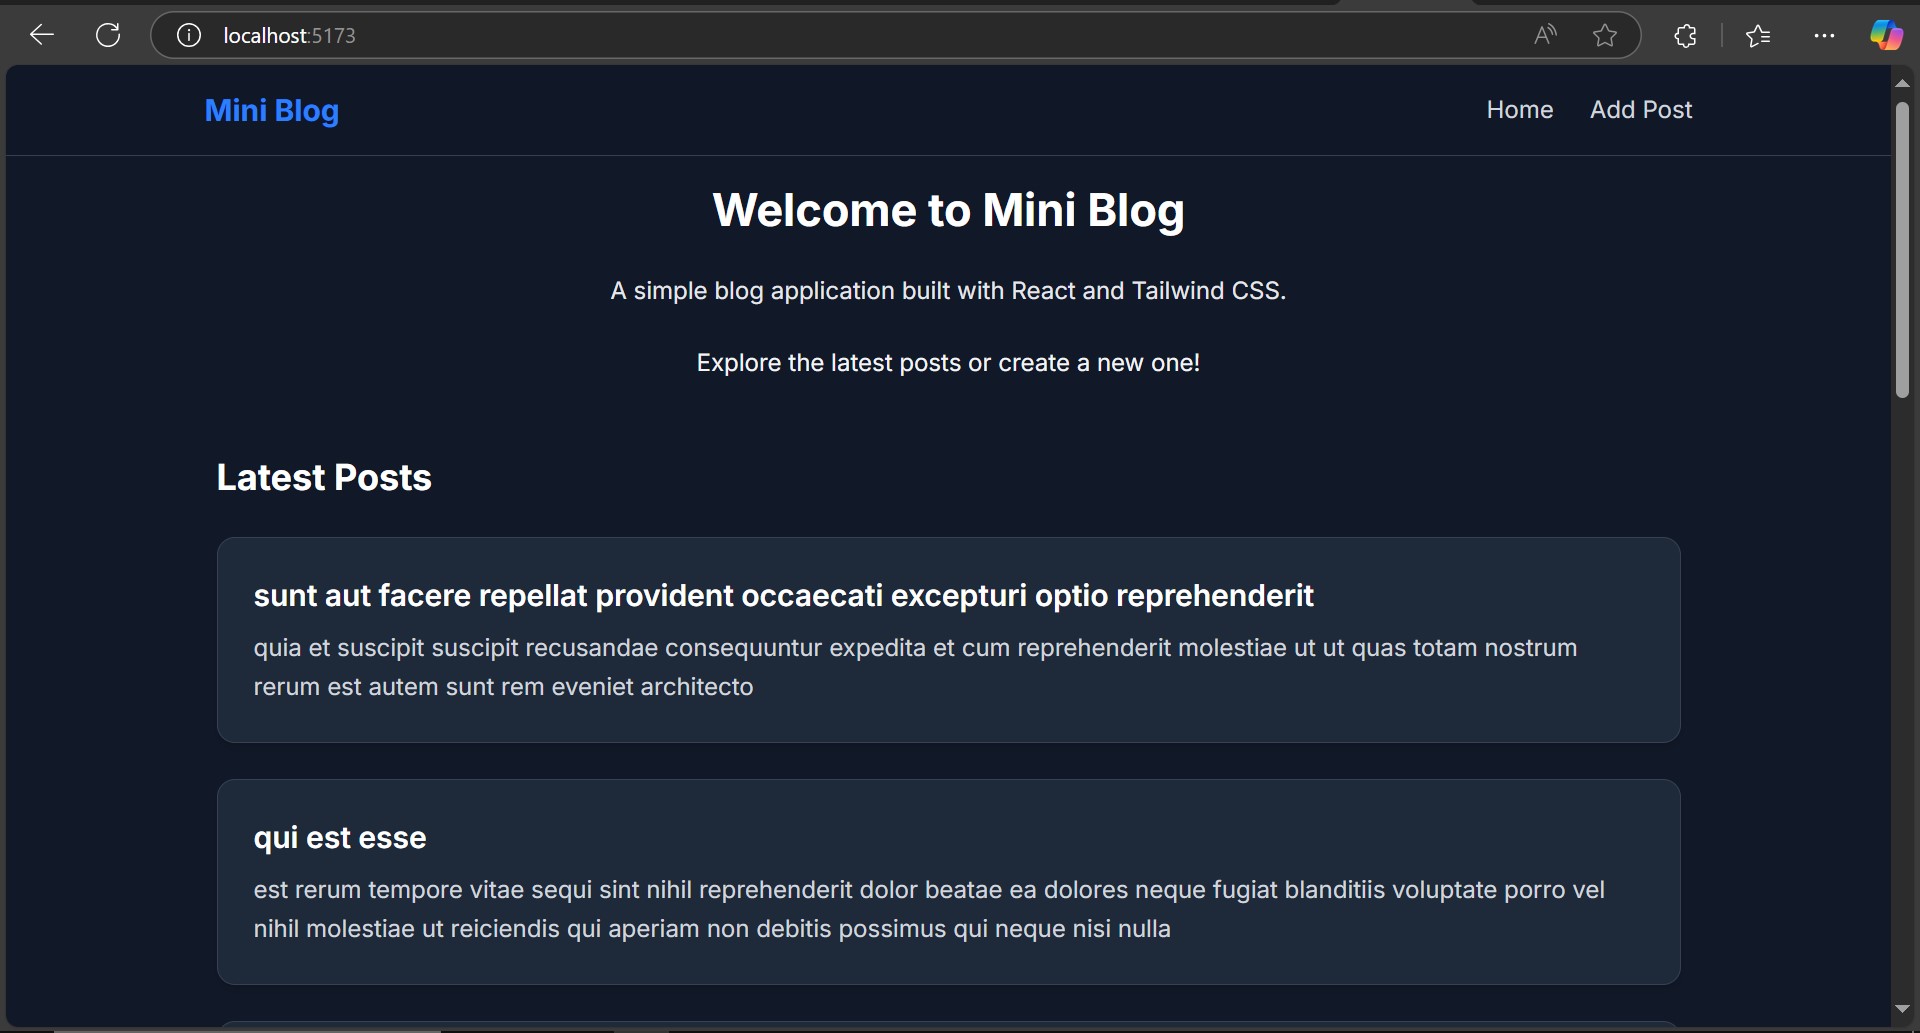 localhost:5173
Mini Blog
Home
Add Post
Welcome to Mini Blog
A simple blog application built with React and Tailwind CSS.
Explore the latest posts or create a new one!
Latest Posts
sunt aut facere repellat provident occaecati excepturi optio reprehenderit
quia et suscipit suscipit recusandae consequuntur expedita et cum reprehenderit molestiae ut ut quas totam nostrum
rerum est autem sunt rem eveniet architecto
qui est esse
est rerum tempore vitae sequi sint nihil reprehenderit dolor beatae ea dolores neque fugiat blanditiis voluptate porro vel
nihil molestiae ut reiciendis qui aperiam non debitis possimus qui neque nisi nulla